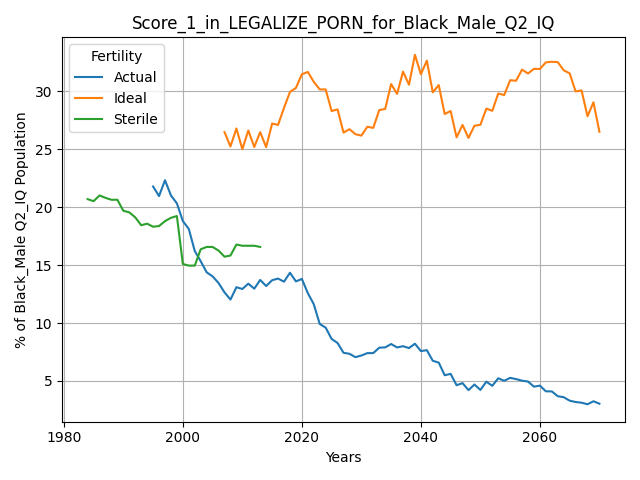 Score_1_in_LEGALIZE_PORN_for_Black_Male_Q2_IQ
Fertility
Actual
Ideal
Sterile
% of Black_Male Q2_IQ Population
30
25
20
15
10
5
1980 2000 2020 2040 2060
Years